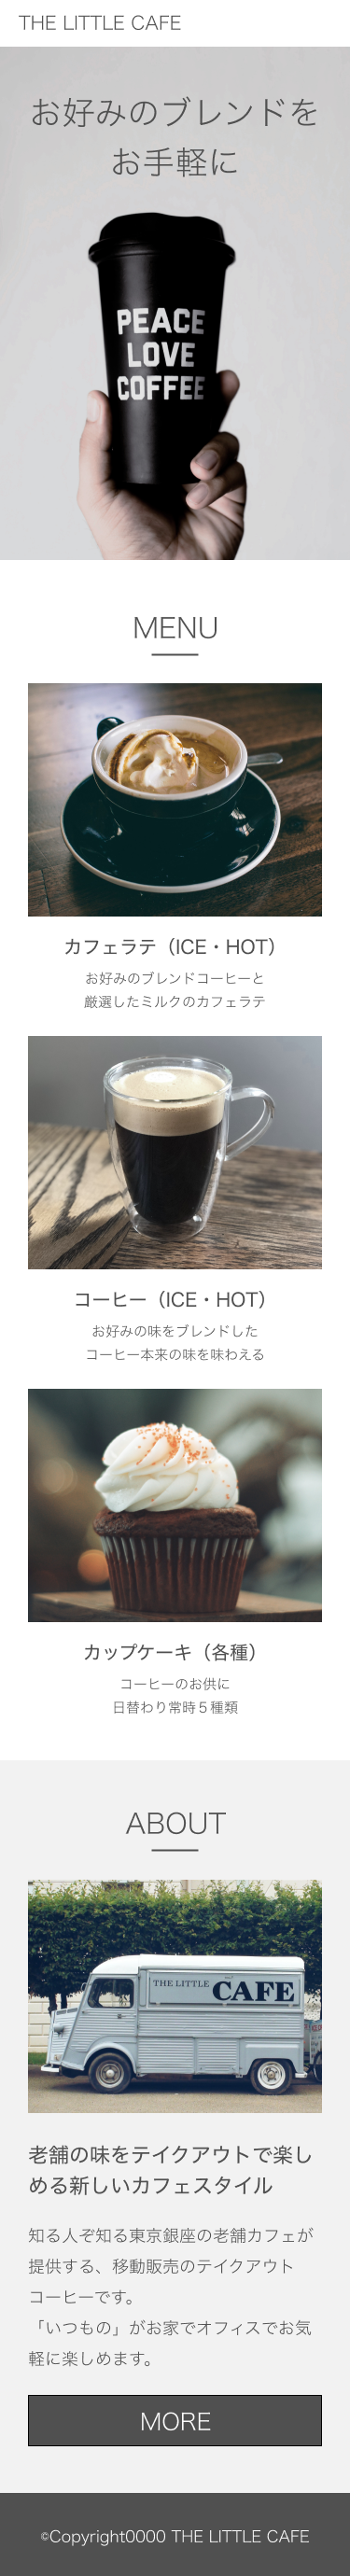 THE LITTLE CAFE
お好みのブレンドを
お手軽に
PEACE
LOVE
COFFEE
MENU
カフェラテ（ICE・HOT）
お好みのブレンドコーヒーと
厳選したミルクのカフェラテ
コーヒー（ICE・HOT）
お好みの味をブレンドした
コーヒー本来の味を味わえる
カップケーキ（各種）
コーヒーのお供に
日替わり常時５種類
ABOUT
THE LITTLE CAFE
老舗の味をテイクアウトで楽し
める新しいカフェスタイル
知る人ぞ知る東京銀座の老舗カフェが
提供する、移動販売のテイクアウト
コーヒーです。
「いつもの」がお家でオフィスでお気
軽に楽しめます。
MORE
©Copyright0000 THE LITTLE CAFE